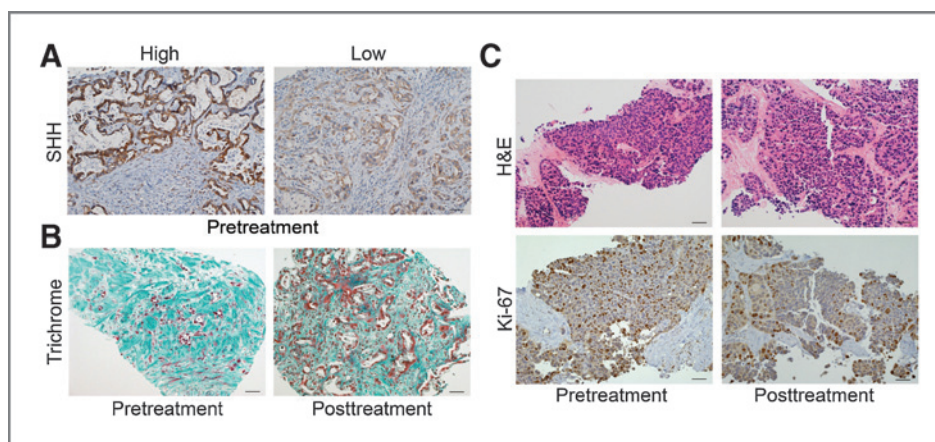 A
High
Low
SHH
Pretreatment
B
Trichrome
Pretreatment
Posttreatment
C
H&E
Ki-67
Pretreatment
Posttreatment